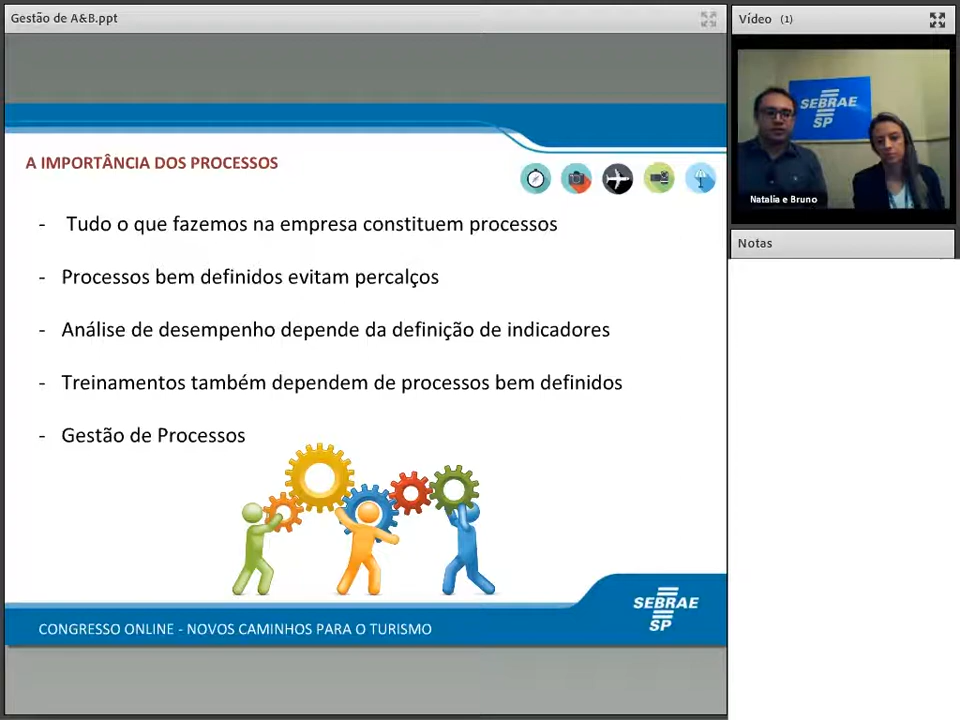 Gestão de A&B.ppt
A IMPORTÂNCIA DOS PROCESSOS
- Tudo o que fazemos na empresa constituem processos
- Processos bem definidos evitam percalços
- Análise de desempenho depende da definição de indicadores
- Treinamentos também dependem de processos bem definidos
- Gestão de Processos
SEBRAE
SP
CONGRESSO ONLINE - NOVOS CAMINHOS PARA O TURISMO
Vídeo (1)
SEBRAE
SP
Natalia e Bruno
Notas